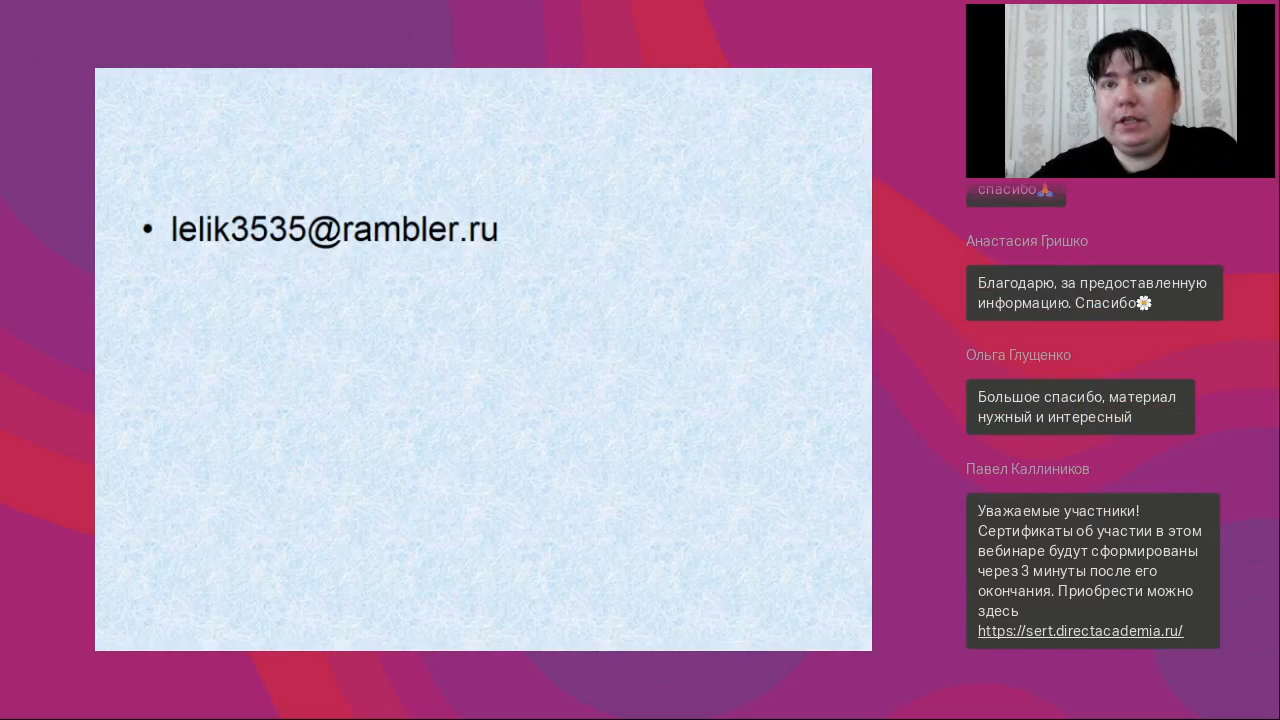 • lelik3535@rambler.ru
спасибо🙏
Анастасия Гришко
Благодарю, за предоставленную
информацию. Спасибо🌼
Ольга Глущенко
Большое спасибо, материал
нужный и интересный
Павел Каллиников
Уважаемые участники!
Сертификаты об участии в этом
вебинаре будут сформированы
через 3 минуты после его
окончания. Приобрести можно
здесь
https://sert.directacademia.ru/